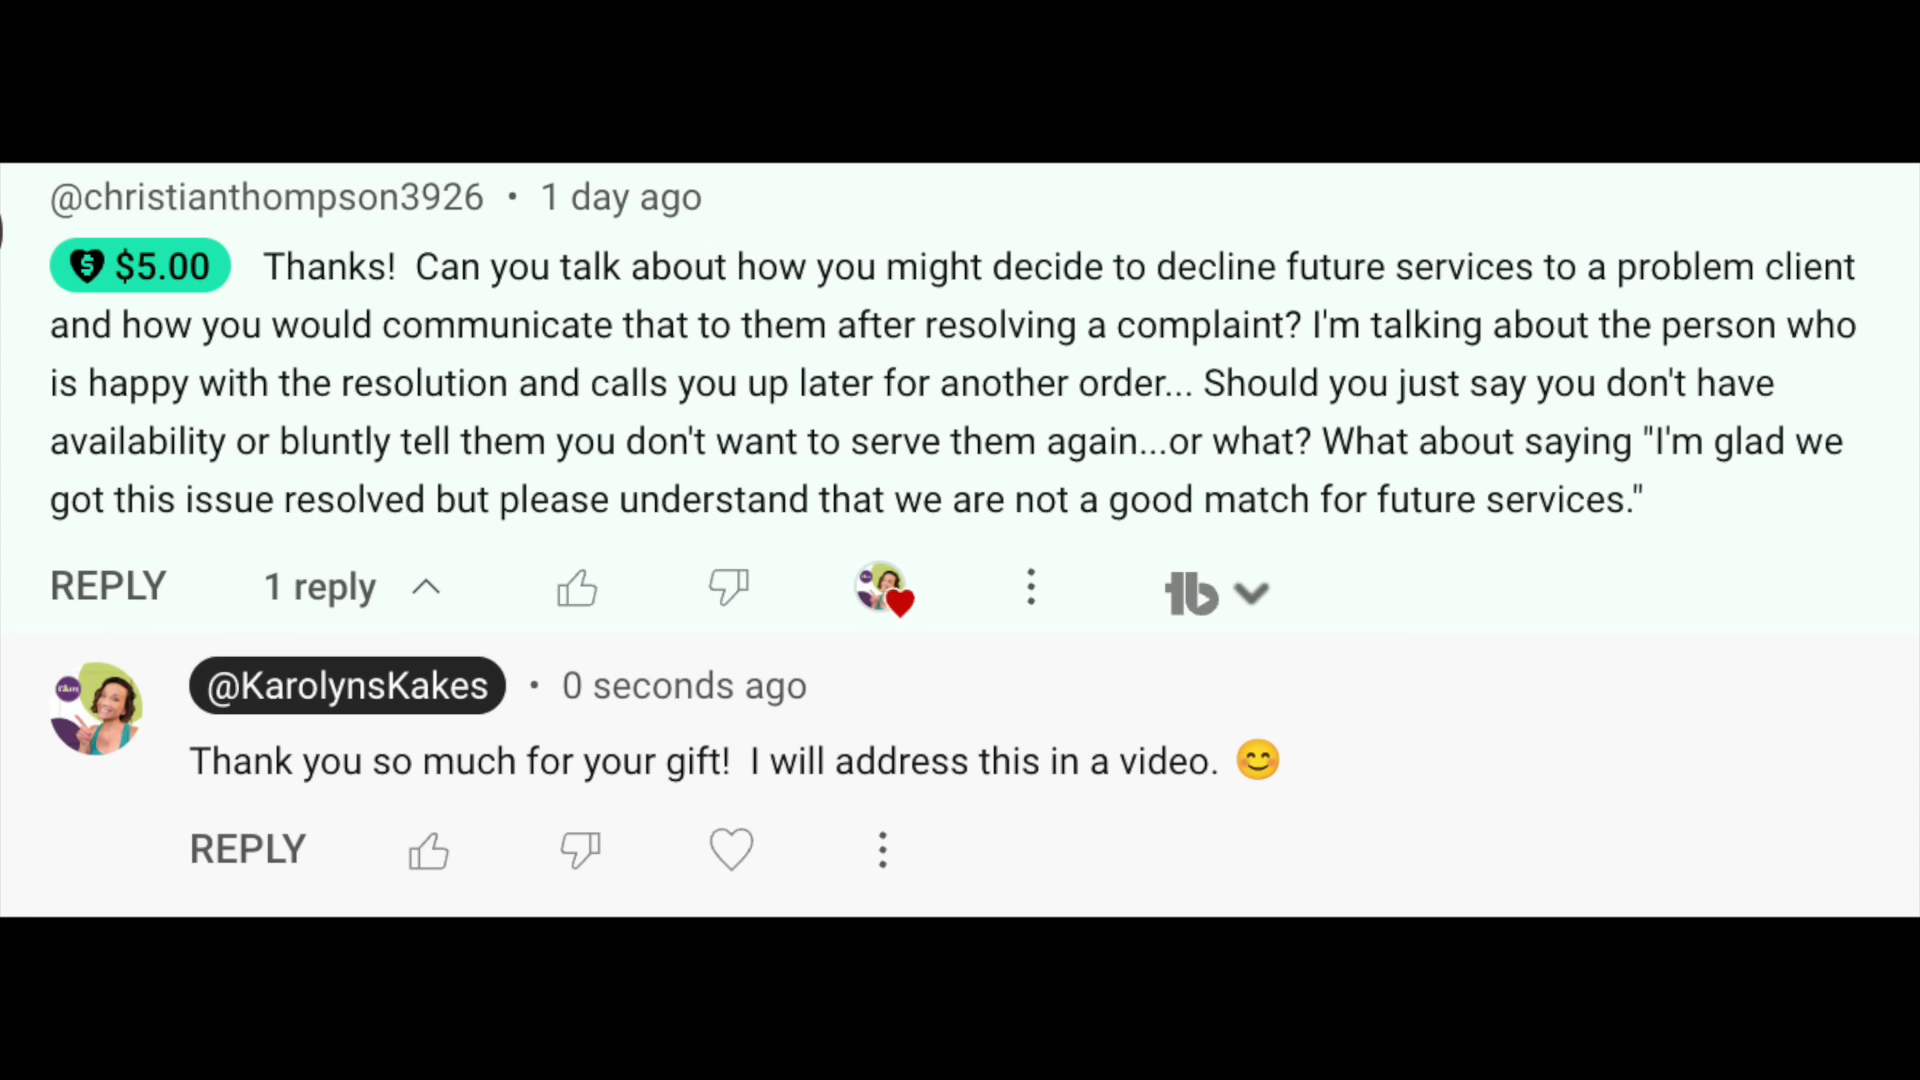 @christianthompson3926 • 1 day ago
$5.00 Thanks! Can you talk about how you might decide to decline future services to a problem client
and how you would communicate that to them after resolving a complaint? I'm talking about the person who
is happy with the resolution and calls you up later for another order... Should you just say you don't have
availability or bluntly tell them you don't want to serve them again...or what? What about saying "I'm glad we
got this issue resolved but please understand that we are not a good match for future services."
REPLY 1 reply
@KarolynsKakes • 0 seconds ago
Thank you so much for your gift! I will address this in a video. 😊
REPLY